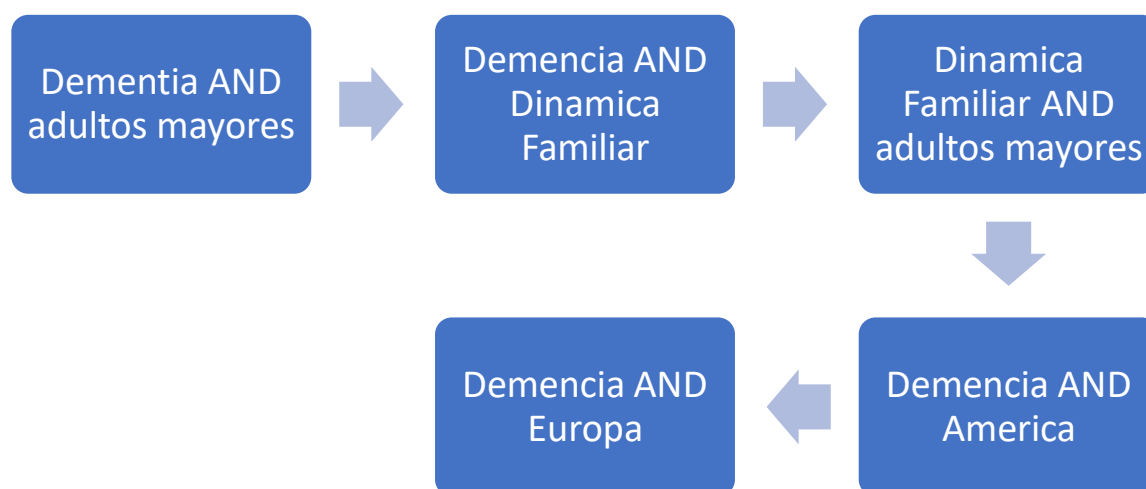 Dementia AND
adultos mayores
Demencia AND
Dinamica
Familiar
Dinamica
Familiar AND
adultos mayores
Demencia AND
America
Demencia AND
Europa